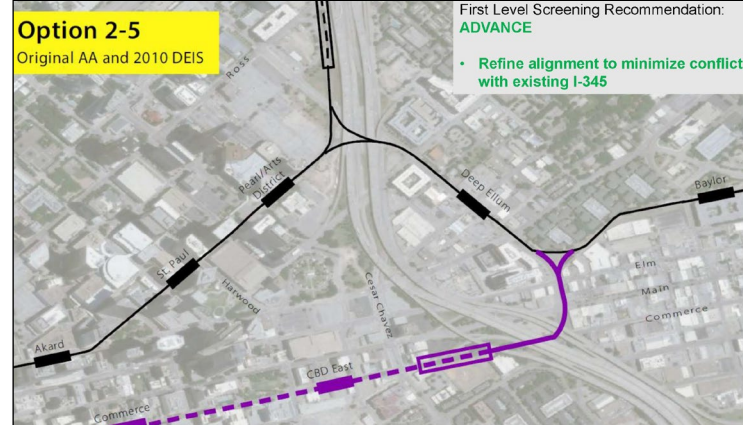 Option 2-5
Original AA and 2010 DEIS
First Level Screening Recommendation:
ADVANCE
• Refine alignment to minimize conflict
with existing I-345
Ross
Pearl/Arts
District
Deep Ellum
Baylor
St. Paul
Harwood
Cesar Chavez
Elm
Main
Commerce
Akard
CBD East
Commerce